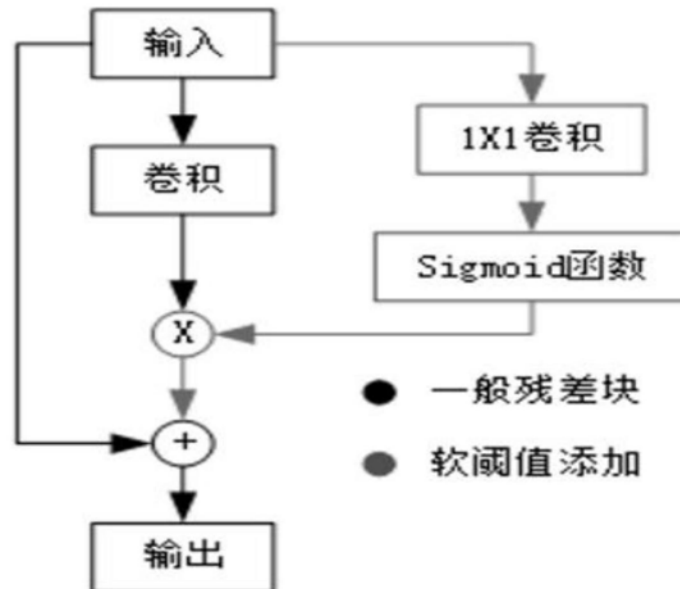 输入
1X1卷积
卷积
Sigmoid函数
X
一般残差块
+
软阈值添加
输出